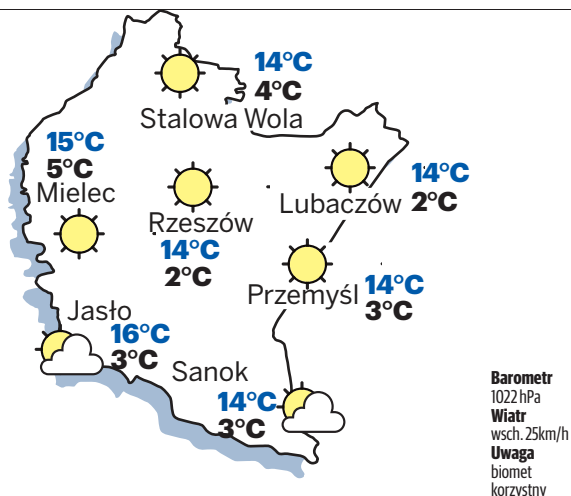 14°C
4°C
Stalowa Wola
15°C
5°C
Mielec
14°C
Lubaczów 2°C
Rzeszów
14°C
2°C
Przemyśl 14°C
3°C
Jasło
16°C
3°C
Sanok
14°C
3°C
Barometr
1022 hPa
Wiatr
wsch. 25km/h
Uwaga
biomet
korzystny